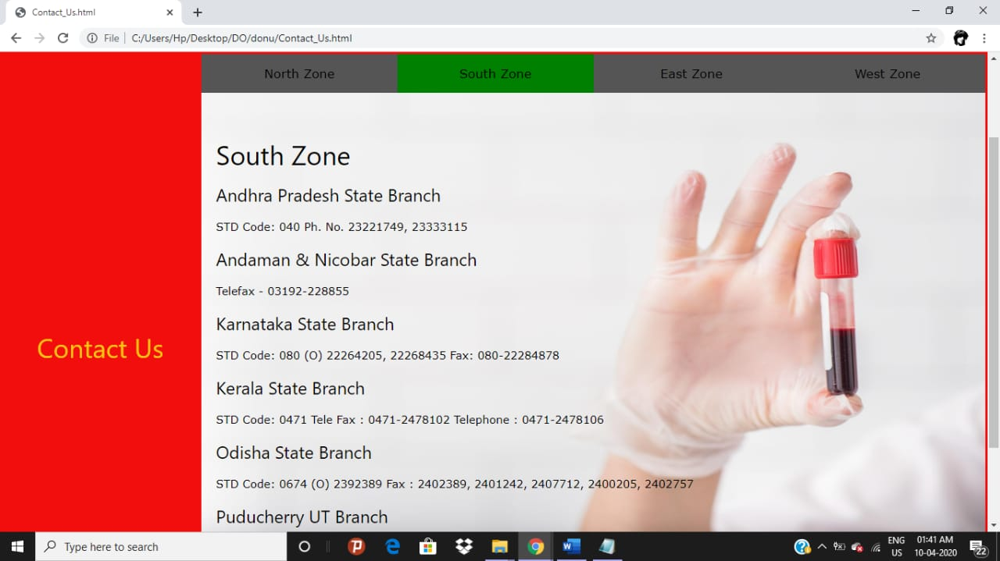 Contact_Us.html
File C:/Users/Hp/Desktop/DO/donu/Contact_Us.html
North Zone South Zone East Zone West Zone
South Zone
Andhra Pradesh State Branch
STD Code: 040 Ph. No. 23221749, 23333115
Andaman & Nicobar State Branch
Telefax - 03192-228855
Karnataka State Branch
Contact Us
STD Code: 080 (O) 22264205, 22268435 Fax: 080-22284878
Kerala State Branch
STD Code: 0471 Tele Fax : 0471-2478102 Telephone : 0471-2478106
Odisha State Branch
STD Code: 0674 (O) 2392389 Fax : 2402389, 2401242, 2407712, 2400205, 2402757
Puducherry UT Branch
Type here to search
ENG
US
01:41 AM
10-04-2020
22